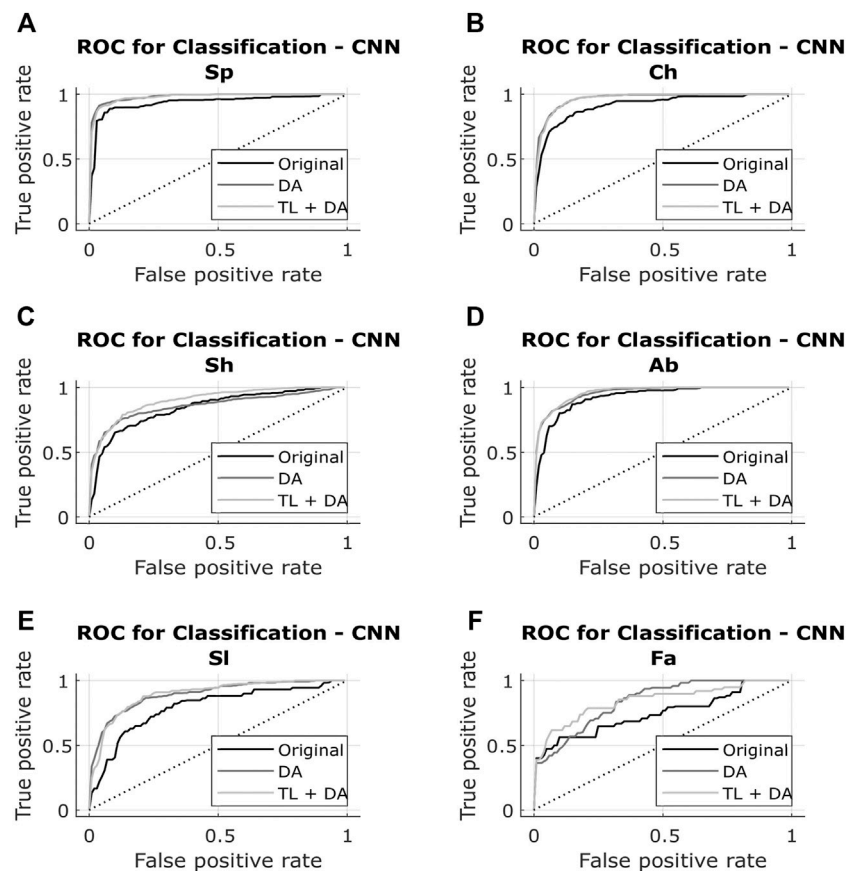 A
ROC for Classification - CNN
Sp
True positive rate
1
0.5
0
Original
DA
TL + DA
0
0.5
1
False positive rate
B
ROC for Classification - CNN
Ch
True positive rate
1
0.5
0
Original
DA
TL + DA
0
0.5
1
False positive rate
C
ROC for Classification - CNN
Sh
True positive rate
1
0.5
0
Original
DA
TL + DA
0
0.5
1
False positive rate
D
ROC for Classification - CNN
Ab
True positive rate
1
0.5
0
Original
DA
TL + DA
0
0.5
1
False positive rate
E
ROC for Classification - CNN
Sl
True positive rate
1
0.5
0
Original
DA
TL + DA
0
0.5
1
False positive rate
F
ROC for Classification - CNN
Fa
True positive rate
1
0.5
0
Original
DA
TL + DA
0
0.5
1
False positive rate